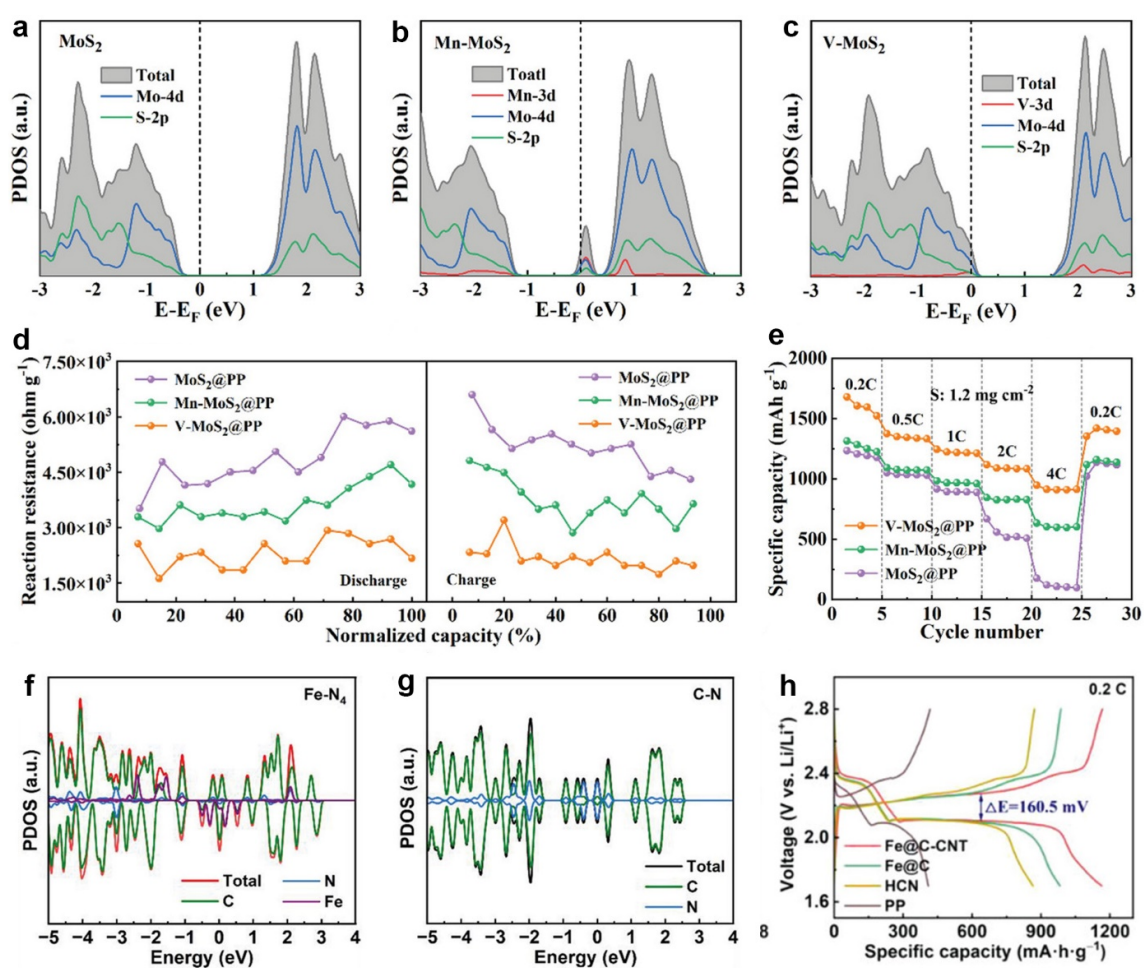 a
MoS₂
Total
Mo-4d
S-2p
PDOS (a.u.)
-3 -2 -1 0 1 2 3
E-E_F (eV)
b
Mn-MoS₂
Toatl
Mn-3d
Mo-4d
S-2p
PDOS (a.u.)
-3 -2 -1 0 1 2 3
E-E_F (eV)
c
V-MoS₂
Total
V-3d
Mo-4d
S-2p
PDOS (a.u.)
-3 -2 -1 0 1 2 3
E-E_F (eV)
d
Reaction resistance (ohm g⁻¹)
7.50×10³
6.00×10³
4.50×10³
3.00×10³
1.50×10³
MoS₂@PP
Mn-MoS₂@PP
V-MoS₂@PP
Discharge
MoS₂@PP
Mn-MoS₂@PP
V-MoS₂@PP
Charge
0 20 40 60 80 100 0 20 40 60 80 100
Normalized capacity (%)
e
Specific capacity (mAh g⁻¹)
2000
1500
1000
500
0
S: 1.2 mg cm⁻²
0.2C
0.5C
1C
2C
4C
0.2C
V-MoS₂@PP
Mn-MoS₂@PP
MoS₂@PP
0 5 10 15 20 25 30
Cycle number
f
Fe-N₄
PDOS (a.u.)
Total
N
C
Fe
−5 −4 −3 −2 −1 0 1 2 3 4
Energy (eV)
g
C-N
PDOS (a.u.)
Total
C
N
−5 −4 −3 −2 −1 0 1 2 3 4
Energy (eV)
8
h
0.2 C
Voltage (V vs. Li/Li⁺)
2.8
2.4
2.0
1.6
ΔE=160.5 mV
Fe@C-CNT
Fe@C
HCN
PP
0 300 600 900 1200
Specific capacity (mA·h·g⁻¹)